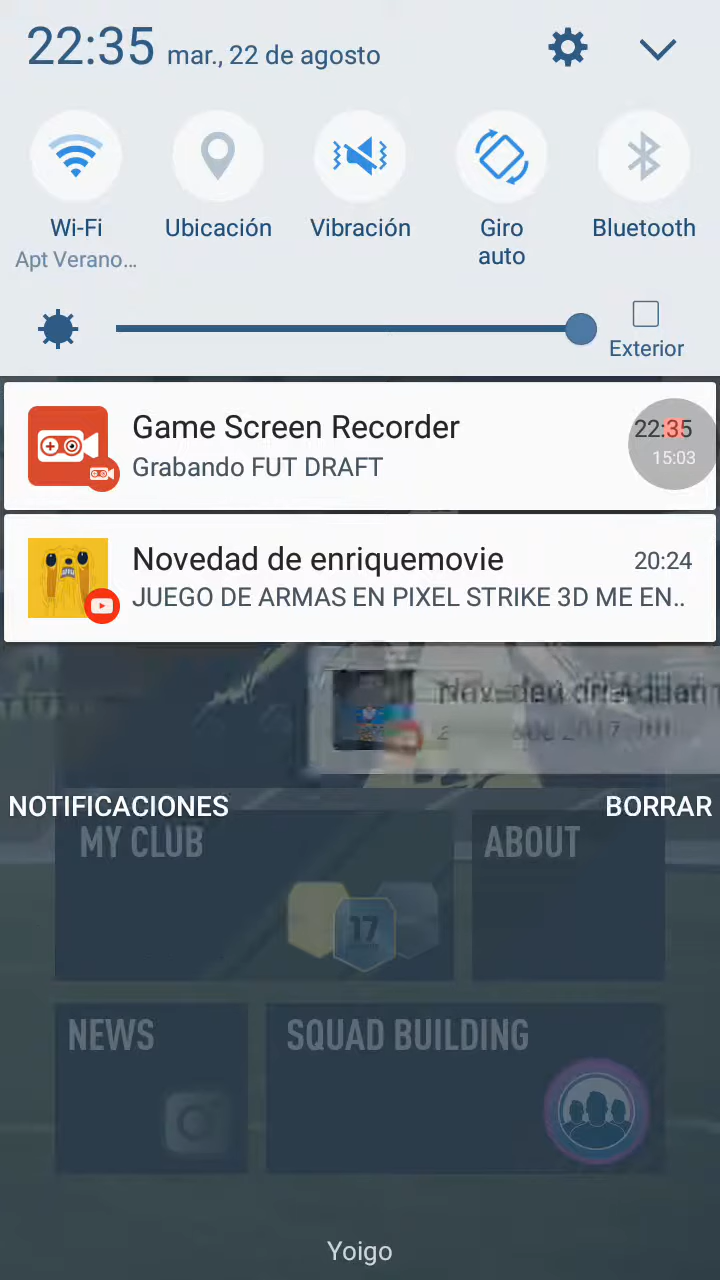 22:35 mar., 22 de agosto
Wi-Fi Ubicación Vibración Giro auto Bluetooth
Apt Verano...
Exterior
Game Screen Recorder 22:35
Grabando FUT DRAFT 15:03
Novedad de enriquemovie 20:24
JUEGO DE ARMAS EN PIXEL STRIKE 3D ME EN..
NOTIFICACIONES BORRAR
MY CLUB ABOUT
17
NEWS SQUAD BUILDING
Yoigo